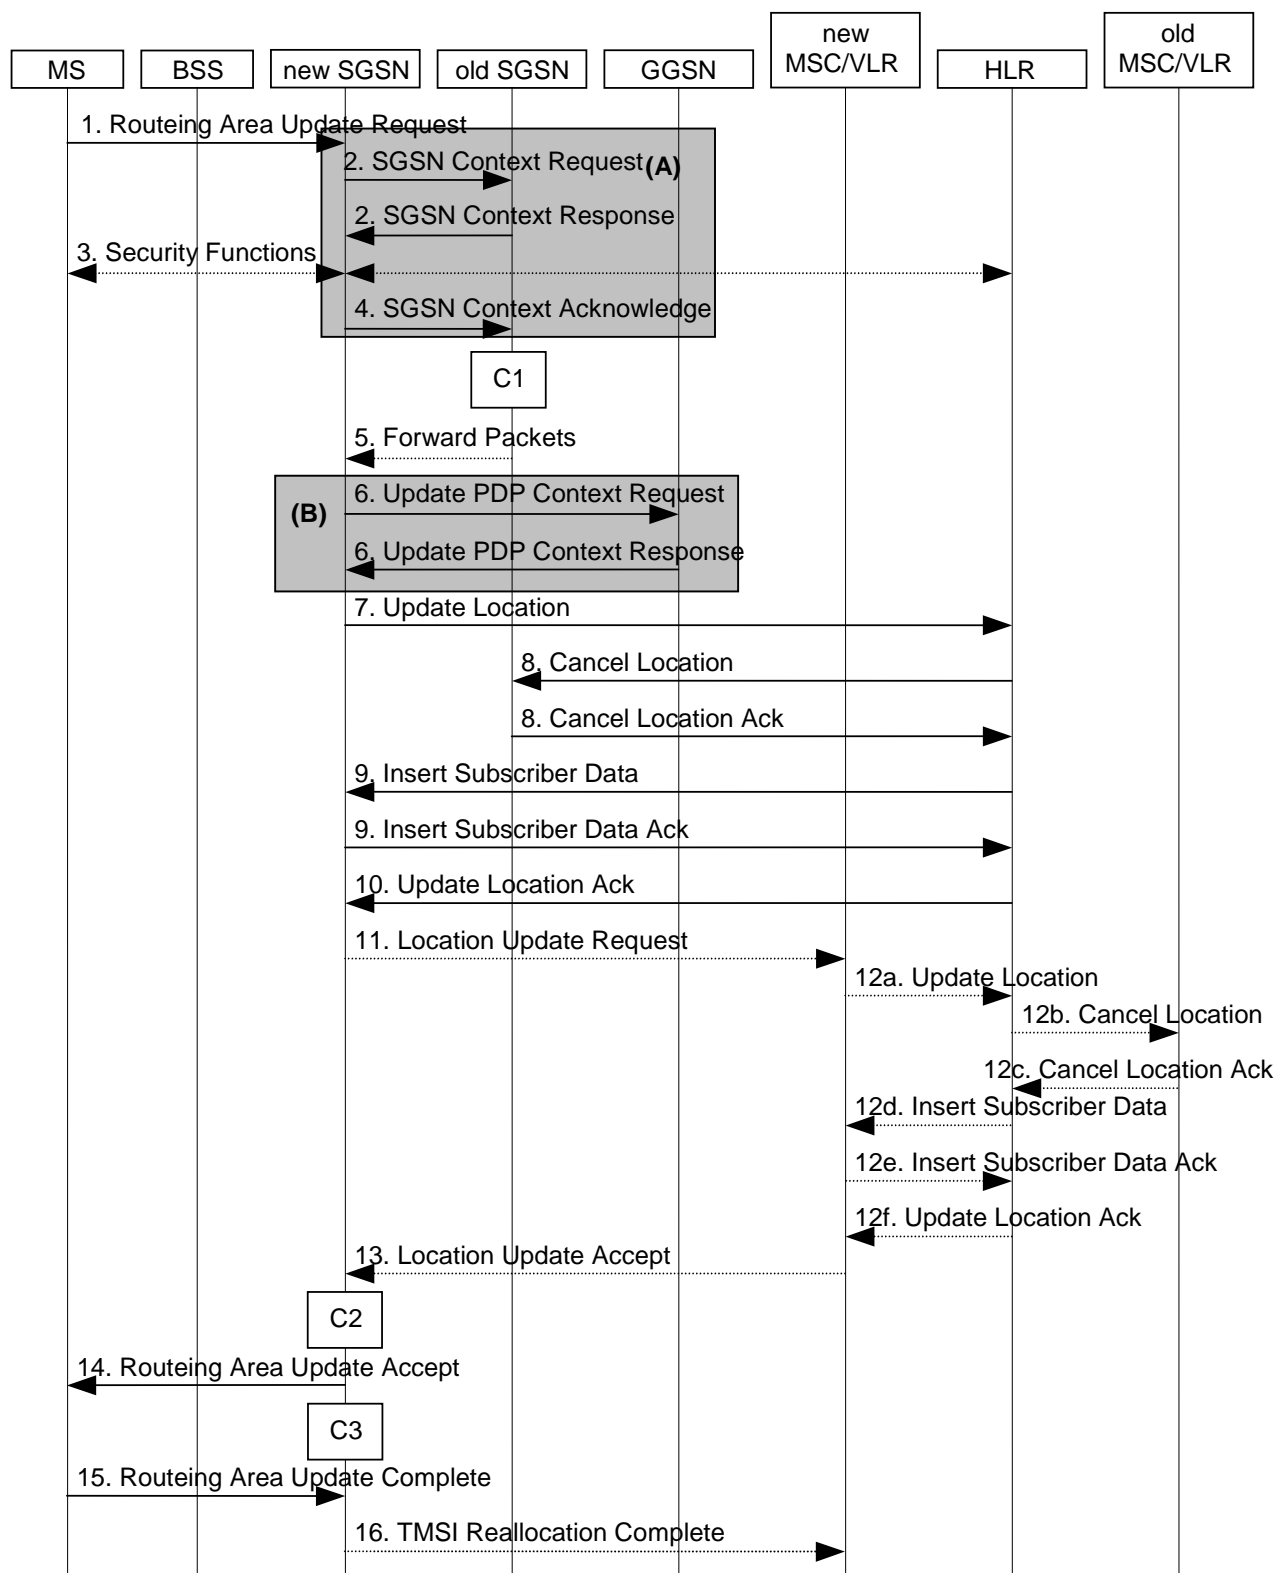 new
MSC/VLR
old
MSC/VLR
MS
BSS
new SGSN
old SGSN
GGSN
HLR
1. Routeing Area Update Request
2. SGSN Context Request
(A)
2. SGSN Context Response
3. Security Functions
4. SGSN Context Acknowledge
C1
5. Forward Packets
(B)
6. Update PDP Context Request
6. Update PDP Context Response
7. Update Location
8. Cancel Location
8. Cancel Location Ack
9. Insert Subscriber Data
9. Insert Subscriber Data Ack
10. Update Location Ack
11. Location Update Request
12a. Update Location
12b. Cancel Location
12c. Cancel Location Ack
12d. Insert Subscriber Data
12e. Insert Subscriber Data Ack
12f. Update Location Ack
13. Location Update Accept
C2
14. Routeing Area Update Accept
C3
15. Routeing Area Update Complete
16. TMSI Reallocation Complete